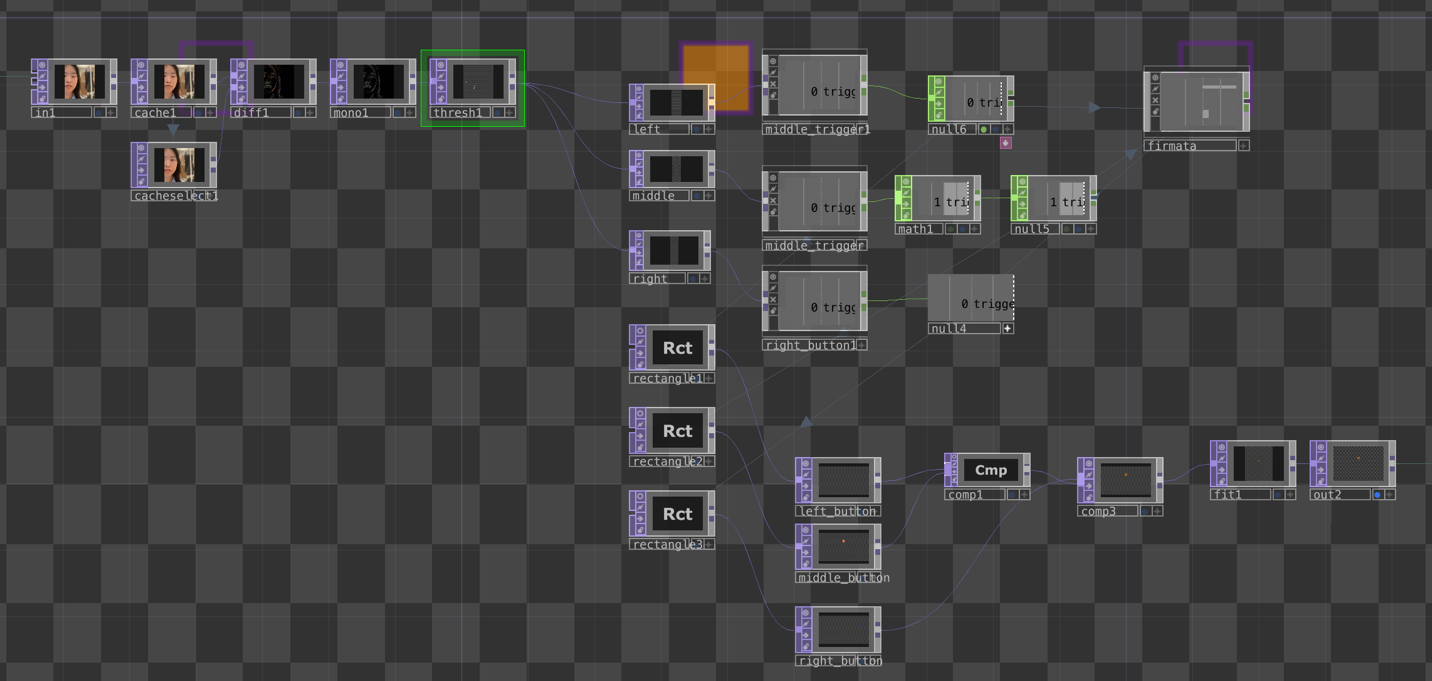 in1
cache1
diff1
mono1
thresh1
cacheselect1
left
middle
right
0 trigg
middle_trigger1
0 tri
null6
firmata
0 trigg
middle_trigger
1 tri
math1
1 tri
null5
0 trigg
right_button1
0 trigge
null4
Rct
rectangle1
Rct
rectangle2
Rct
rectangle3
left_button
middle_button
right_button
Cmp
comp1
comp3
fit1
out2